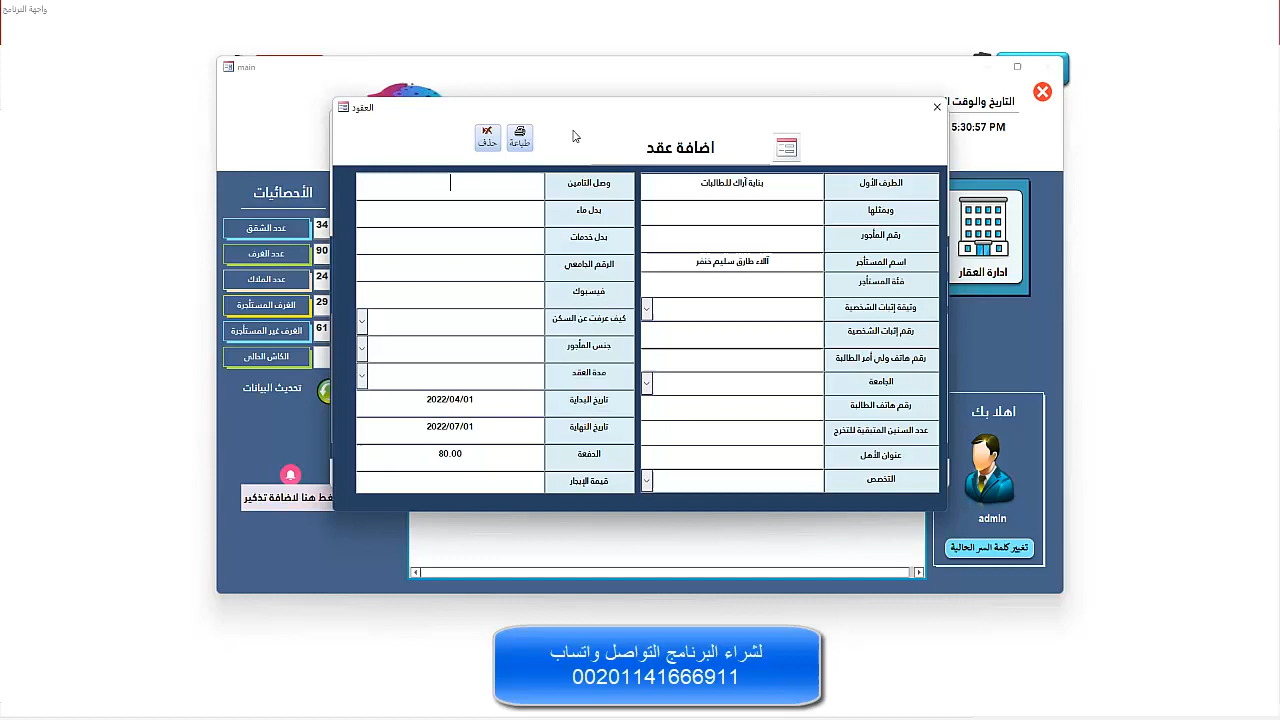 واجهة البرنامج
main
التاريخ والوقت
5:30:57 PM
العقود
حذف
طباعة
اضافة عقد
الطرف الأول
بناية آراك للطالبات
ويمثلها
رقم المأجور
اسم المستأجر
آلاء طارق سليم خنفر
فئة المستأجر
وثيقة إثبات الشخصية
رقم إثبات الشخصية
رقم هاتف ولي أمر الطالبة
الجامعة
رقم هاتف الطالبة
عدد السنين المتبقية للتخرج
عنوان الأهل
التخصص
وصل التامين
بدل ماء
بدل خدمات
الرقم الجامعي
فيسبوك
كيف عرفت عن السكن
جنس المأجور
مدة العقد
تاريخ البداية
2022/04/01
تاريخ النهاية
2022/07/01
الدفعة
80.00
قيمة الإيجار
ادارة العقار
اهلا بك
admin
تغيير كلمة السر الحالية
الأحصائيات
عدد الشقق
34
عدد الغرف
90
عدد الملاك
24
الغرف المستأجرة
29
الغرف غير المستأجرة
61
الكاش الحالى
تحديث البيانات
غط هنا لاضافة تذكير
لشراء البرنامج التواصل واتساب
00201141666911